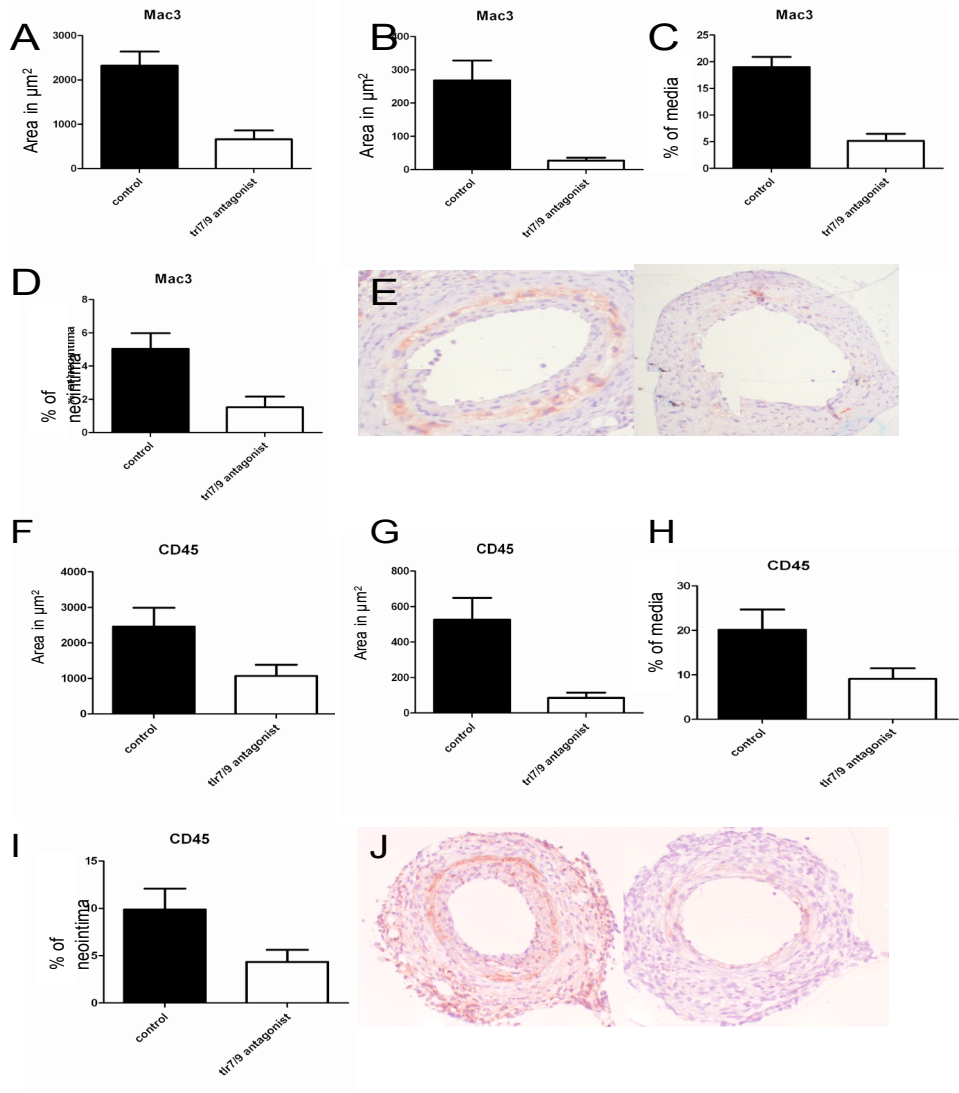 A
Mac3
Area in µm²
3000
2000
1000
0
control
trl7/9 antagonist
B
Mac3
Area in µm²
400
300
200
100
0
control
trl7/9 antagonist
C
Mac3
% of media
25
20
15
10
5
0
control
trl7/9 antagonist
D
Mac3
% of
neointima
8
6
4
2
0
control
trl7/9 antagonist
E
F
CD45
Area in µm²
4000
3000
2000
1000
0
control
tlr7/9 antagonist
G
CD45
Area in µm²
800
600
400
200
0
control
trl7/9 antagonist
H
CD45
% of media
30
20
10
0
control
tlr7/9 antagonist
I
CD45
% of
neointima
15
10
5
0
control
tlr7/9 antagonist
J